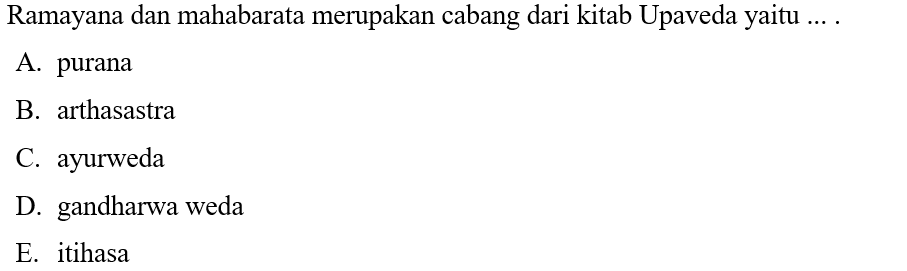 Ramayana dan mahabarata merupakan cabang dari kitab Upaveda yaitu ... .
A. purana
B. arthasastra
C. ayurweda
D. gandharwa weda
E. itihasa